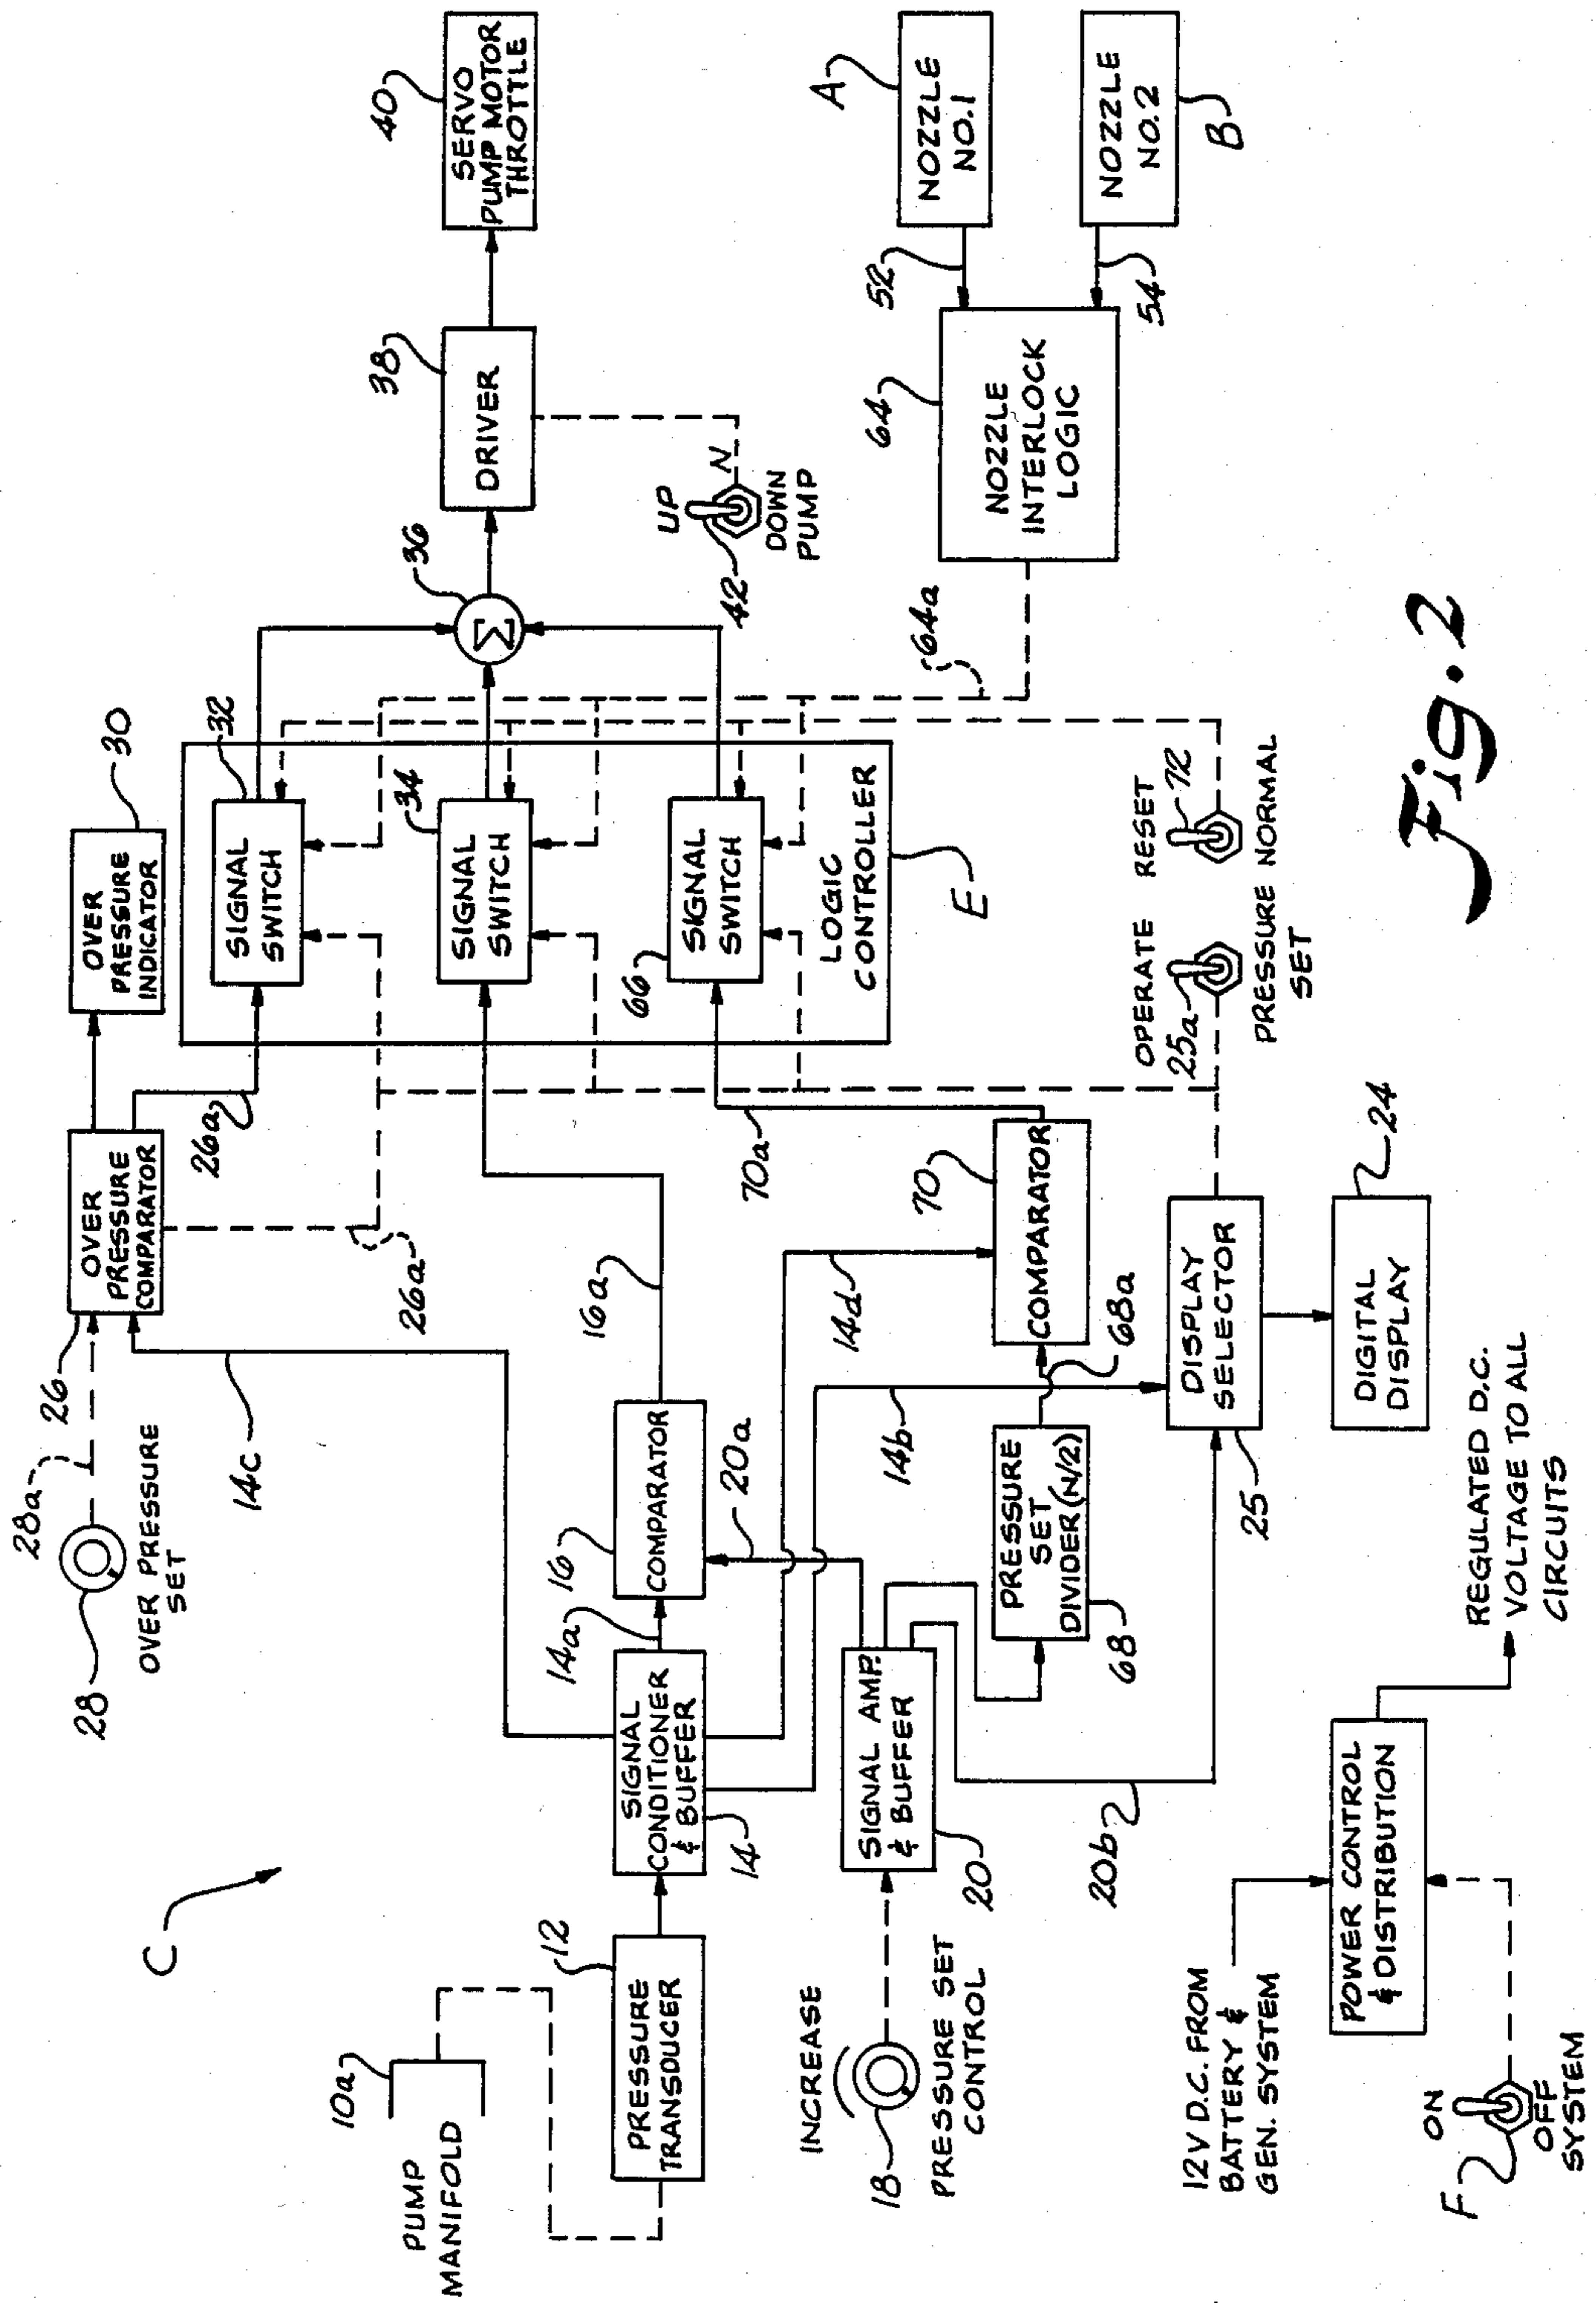 C
PUMP
MANIFOLD
10a
PRESSURE
TRANSDUCER
12
SIGNAL
CONDITIONER
& BUFFER
14
14a
14b
14c
14d
COMPARATOR
16
16a
INCREASE
18
PRESSURE SET
CONTROL
SIGNAL AMP.
& BUFFER
20
20a
20b
28
28a
OVER PRESSURE
SET
OVER
PRESSURE
COMPARATOR
26
26a
26a
OVER
PRESSURE
INDICATOR
30
SIGNAL
SWITCH
32
SIGNAL
SWITCH
34
SIGNAL
SWITCH
66
LOGIC
CONTROLLER
E
Σ
36
DRIVER
38
SERVO
PUMP MOTOR
THROTTLE
40
UP
N
DOWN
PUMP
42
NOZZLE
NO.1
A
52
NOZZLE
NO.2
B
54
NOZZLE
INTERLOCK
LOGIC
64
64a
PRESSURE
SET
DIVIDER(N/2)
68
68a
COMPARATOR
70
70a
OPERATE
25a
PRESSURE
SET
RESET
72
NORMAL
DISPLAY
SELECTOR
25
DIGITAL
DISPLAY
24
12V D.C. FROM
BATTERY &
GEN. SYSTEM
POWER CONTROL
& DISTRIBUTION
REGULATED D.C.
VOLTAGE TO ALL
CIRCUITS
F
ON
OFF
SYSTEM
Fig. 2